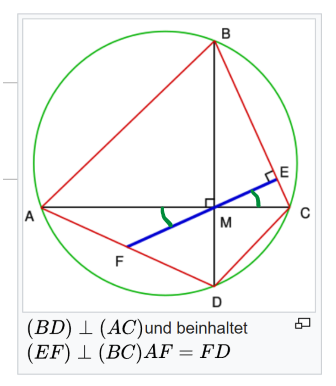 B
E
A
M
C
F
D
(BD) ⊥ (AC)und beinhaltet
(EF) ⊥ (BC)AF = FD